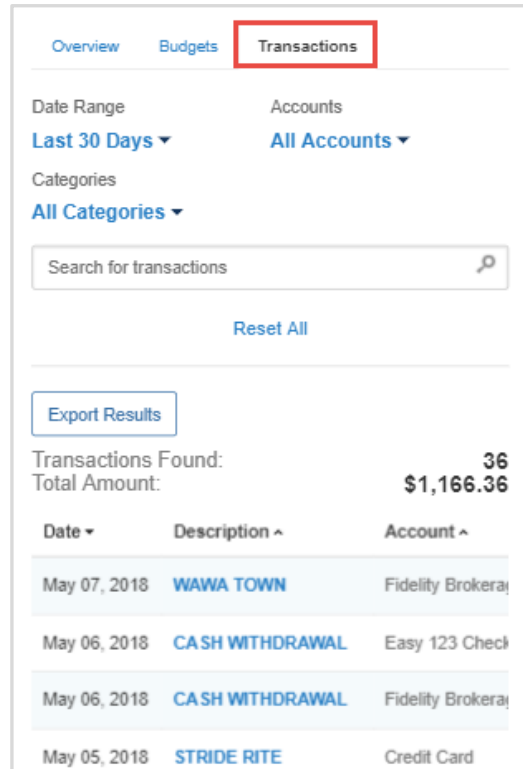 Overview Budgets Transactions
Date Range Accounts
Last 30 Days All Accounts
Categories
All Categories
Search for transactions
Reset All
Export Results
Transactions Found: 36
Total Amount: $1,166.36
Date Description Account
May 07, 2018 WAWA TOWN Fidelity
May 06, 2018 CASH WITHDRAWAL Easy 123
May 06, 2018 CASH WITHDRAWAL Fidelity
May 05, 2018 STRIDE RITE Credit Card